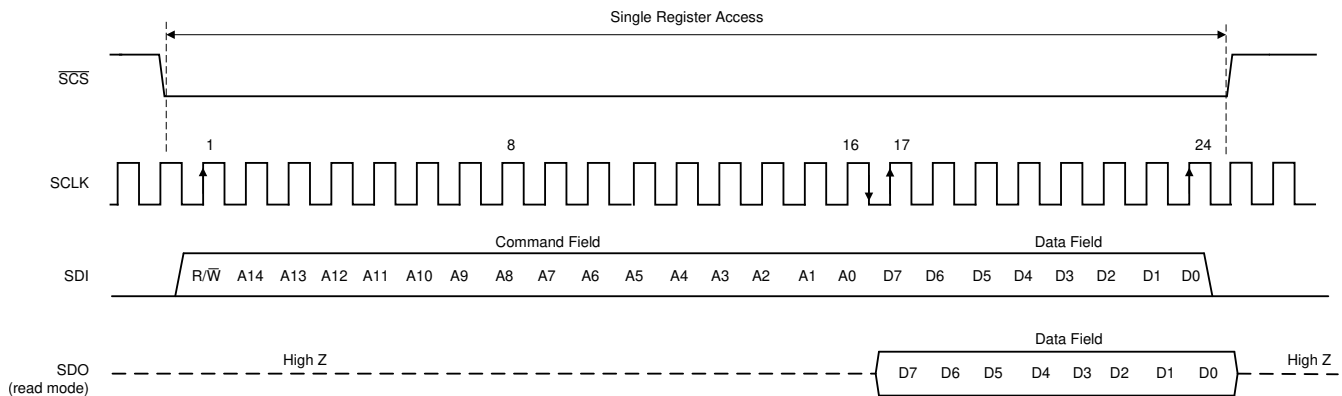 Single Register Access
SCS
1 8 16 17 24
SCLK
Command Field Data Field
SDI R/W A14 A13 A12 A11 A10 A9 A8 A7 A6 A5 A4 A3 A2 A1 A0 D7 D6 D5 D4 D3 D2 D1 D0
Data Field
High Z High Z
SDO D7 D6 D5 D4 D3 D2 D1 D0
(read mode)